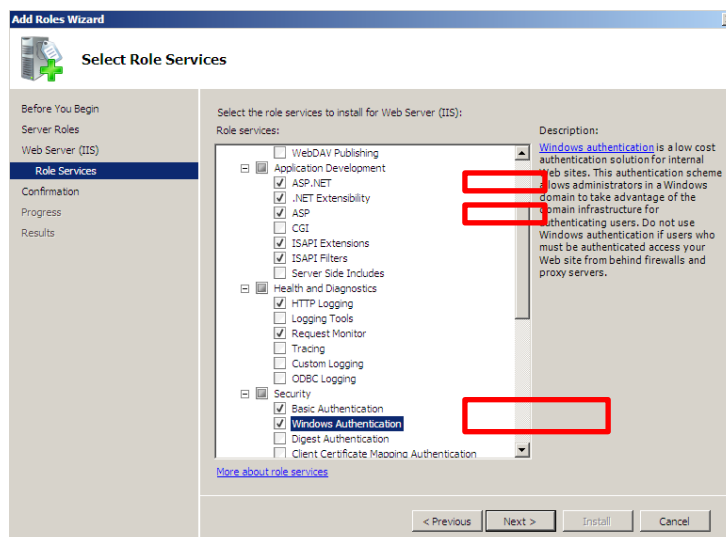 Add Roles Wizard
Select Role Services
Before You Begin
Server Roles
Web Server (IIS)
Role Services
Confirmation
Progress
Results
Select the role services to install for Web Server (IIS):
Role services:
WebDAV Publishing
Application Development
ASP.NET
.NET Extensibility
ASP
CGI
ISAPI Extensions
ISAPI Filters
Server Side Includes
Health and Diagnostics
HTTP Logging
Logging Tools
Request Monitor
Tracing
Custom Logging
ODBC Logging
Security
Basic Authentication
Windows Authentication
Digest Authentication
Client Certificate Mapping Authentication
More about role services
Description:
Windows authentication is a low cost
authentication solution for internal
Web sites. This authentication scheme
allows administrators in a Windows
domain to take advantage of the
domain infrastructure for
authenticating users. Do not use
Windows authentication if users who
must be authenticated access your
Web site from behind firewalls and
proxy servers.
< Previous
Next >
Install
Cancel